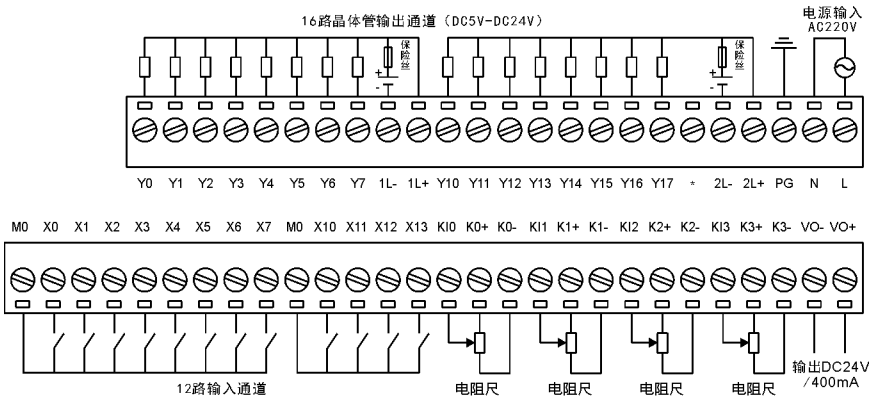 16路晶体管输出通道（DC5V-DC24V）
电源输入
AC220V
保险丝
+
-
保险丝
+
-
Y0 Y1 Y2 Y3 Y4 Y5 Y6 Y7 1L- 1L+ Y10 Y11 Y12 Y13 Y14 Y15 Y16 Y17 * 2L- 2L+ PG N L
M0 X0 X1 X2 X3 X4 X5 X6 X7 M0 X10 X11 X12 X13 KI0 K0+ K0- KI1 K1+ K1- KI2 K2+ K2- KI3 K3+ K3- VO- VO+
12路输入通道
电阻尺 电阻尺 电阻尺 电阻尺
输出DC24V
/400mA